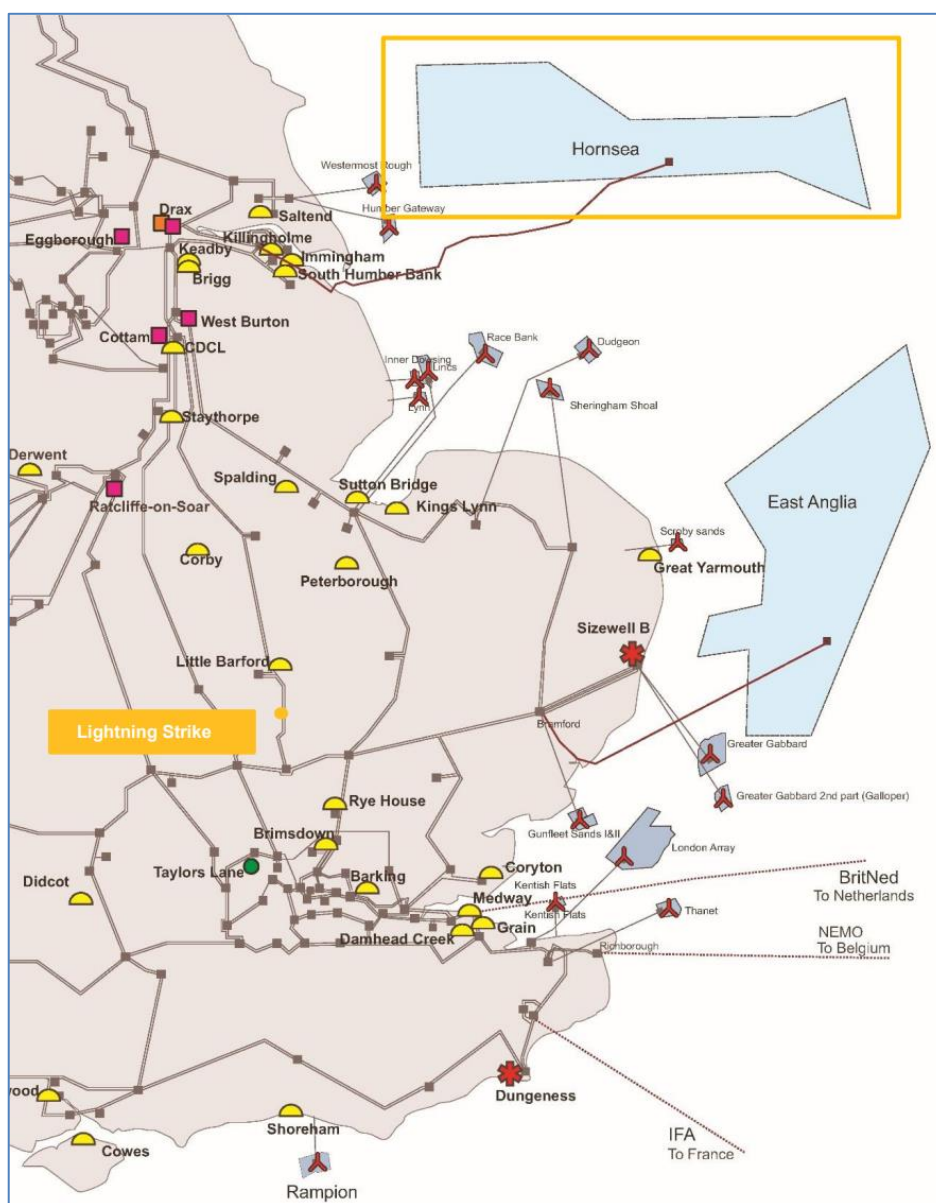 Hornsea
Westermost Rough
Humber Gateway
Drax
Saltend
Eggborough
Killingholme
Keadby
Immingham
Brigg
South Humber Bank
West Burton
Cottam
CDCL
Race Bank
Dudgeon
Inner Dowsing
Lincs
Lynn
Sheringham Shoal
Staythorpe
Derwent
Spalding
Sutton Bridge
Kings Lynn
Ratcliffe-on-Soar
East Anglia
Scroby sands
Great Yarmouth
Corby
Peterborough
Sizewell B
Little Barford
Lightning Strike
Bramford
Greater Gabbard
Greater Gabbard 2nd part (Galloper)
Rye House
Gunfleet Sands I&II
Brimsdown
London Array
Taylors Lane
Coryton
Barking
Didcot
Kentish Flats
Medway
BritNed
To Netherlands
Kentish Flats
Thanet
Grain
Damhead Creek
NEMO
To Belgium
Richborough
Dungeness
wood
Shoreham
IFA
To France
Cowes
Rampion